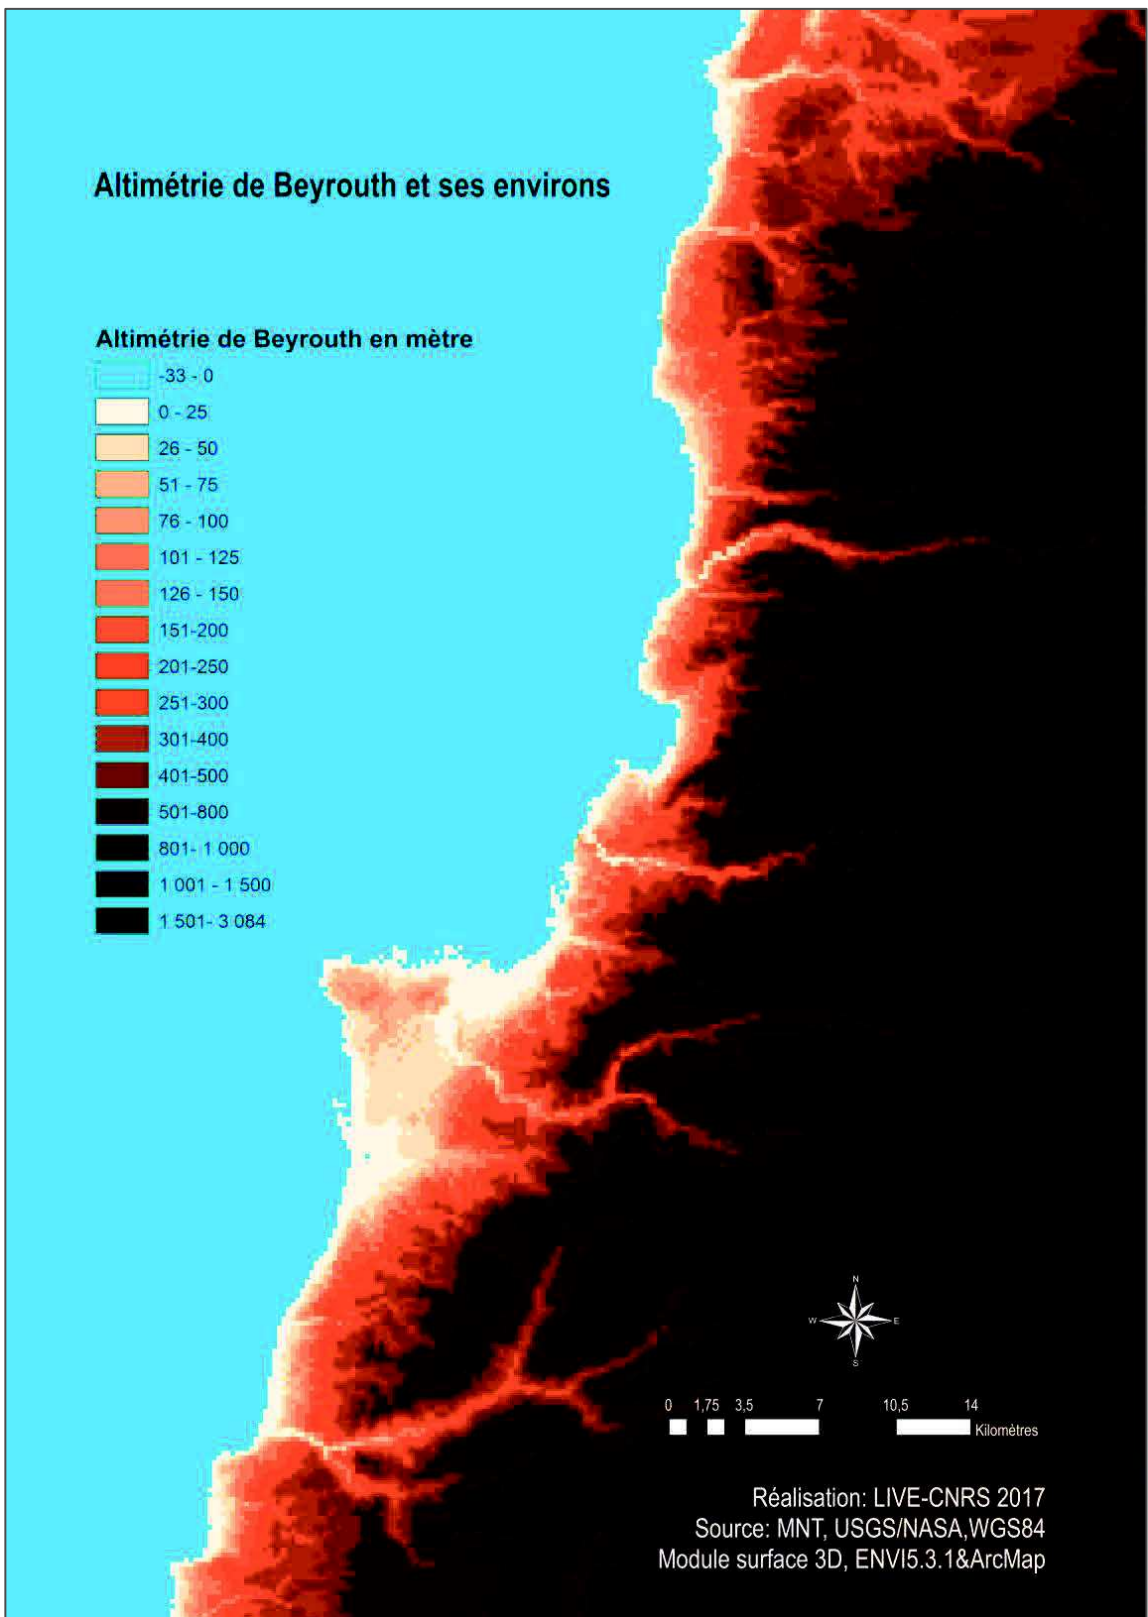 Altimétrie de Beyrouth et ses environs
Altimétrie de Beyrouth en mètre
-33 - 0
0 - 25
26 - 50
51 - 75
76 - 100
101 - 125
126 - 150
151-200
201-250
251-300
301-400
401-500
501-800
801- 1 000
1 001 - 1 500
1 501- 3 084
N
W E
S
0 1,75 3,5 7 10,5 14
Kilomètres
Réalisation: LIVE-CNRS 2017
Source: MNT, USGS/NASA,WGS84
Module surface 3D, ENVI5.3.1&ArcMap